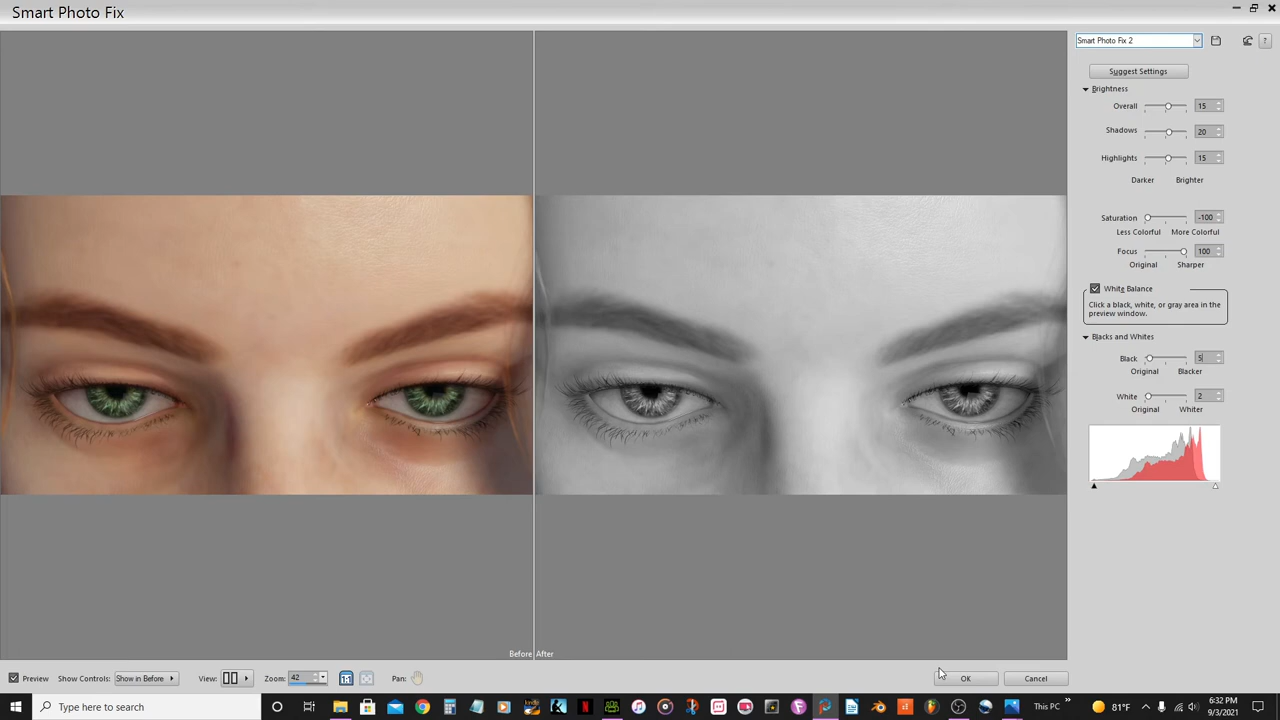 Smart Photo Fix
Smart Photo Fix 2
?
Suggest Settings
Brightness
Overall 15
Shadows 20
Highlights 15
Darker Brighter
Saturation -100
Less Colorful More Colorful
Focus 100
Original Sharper
White Balance
Click a black, white, or gray area in the
preview window.
Blacks and Whites
Black 5
Original Blacker
White 2
Original Whiter
Before After
Preview Show Controls: Show in Before View: Zoom: 42 Pan: OK Cancel
Type here to search
kindle
This PC
81°F
6:32 PM
9/3/2021